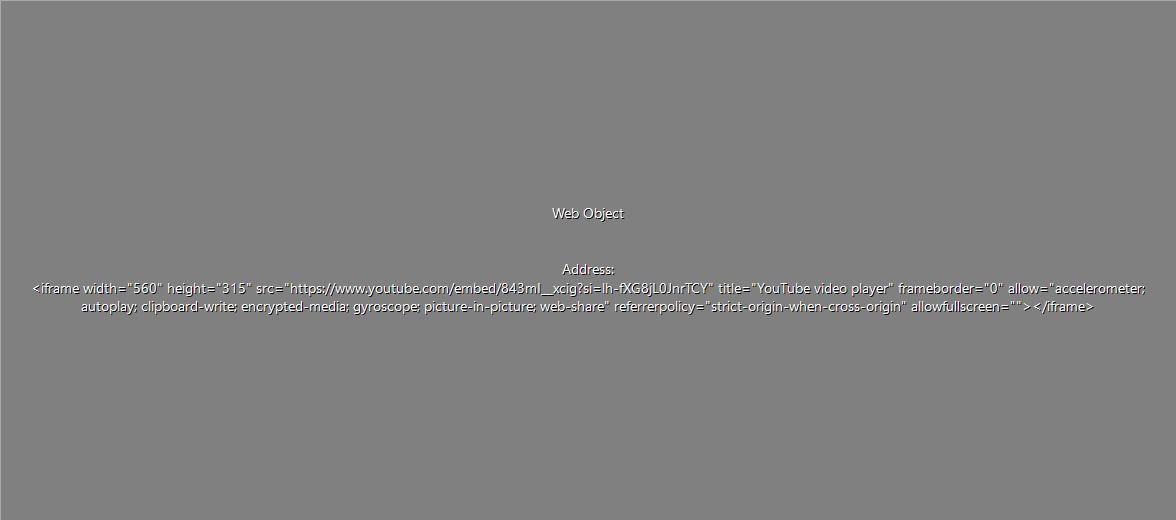 Web Object
Address:
<iframe width="560" height="315" src="https://www.youtube.com/embed/843ml__xcig?si=lh-fXG8jL0JnrTCY" title="YouTube video player" frameborder="0" allow="accelerometer;
autoplay; clipboard-write; encrypted-media; gyroscope; picture-in-picture; web-share" referrerpolicy="strict-origin-when-cross-origin" allowfullscreen=""></iframe>